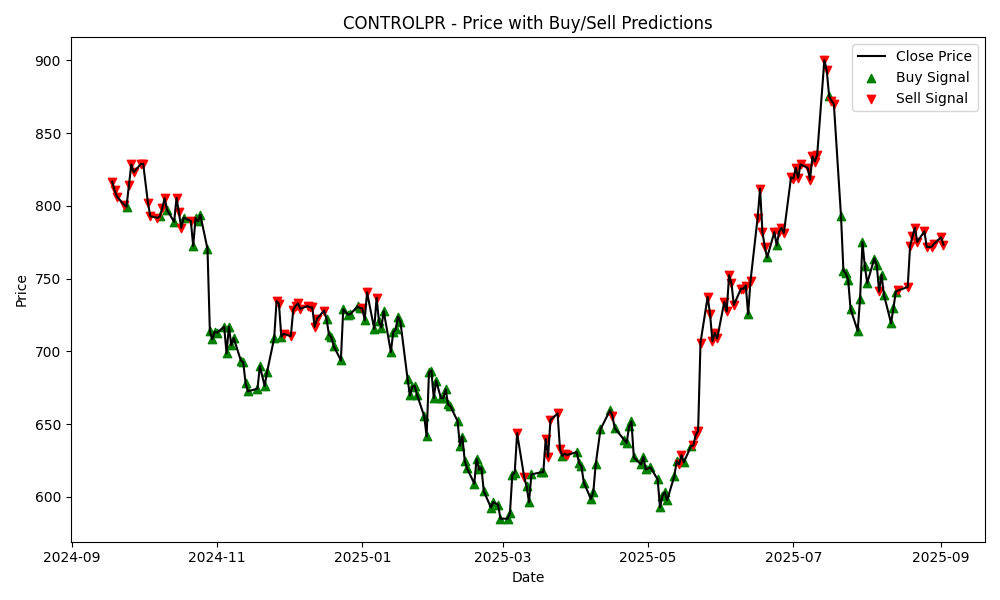 CONTROLPR - Price with Buy/Sell Predictions
Close Price
Buy Signal
Sell Signal
Price
900
850
800
750
700
650
600
2024-09 2024-11 2025-01 2025-03 2025-05 2025-07 2025-09
Date